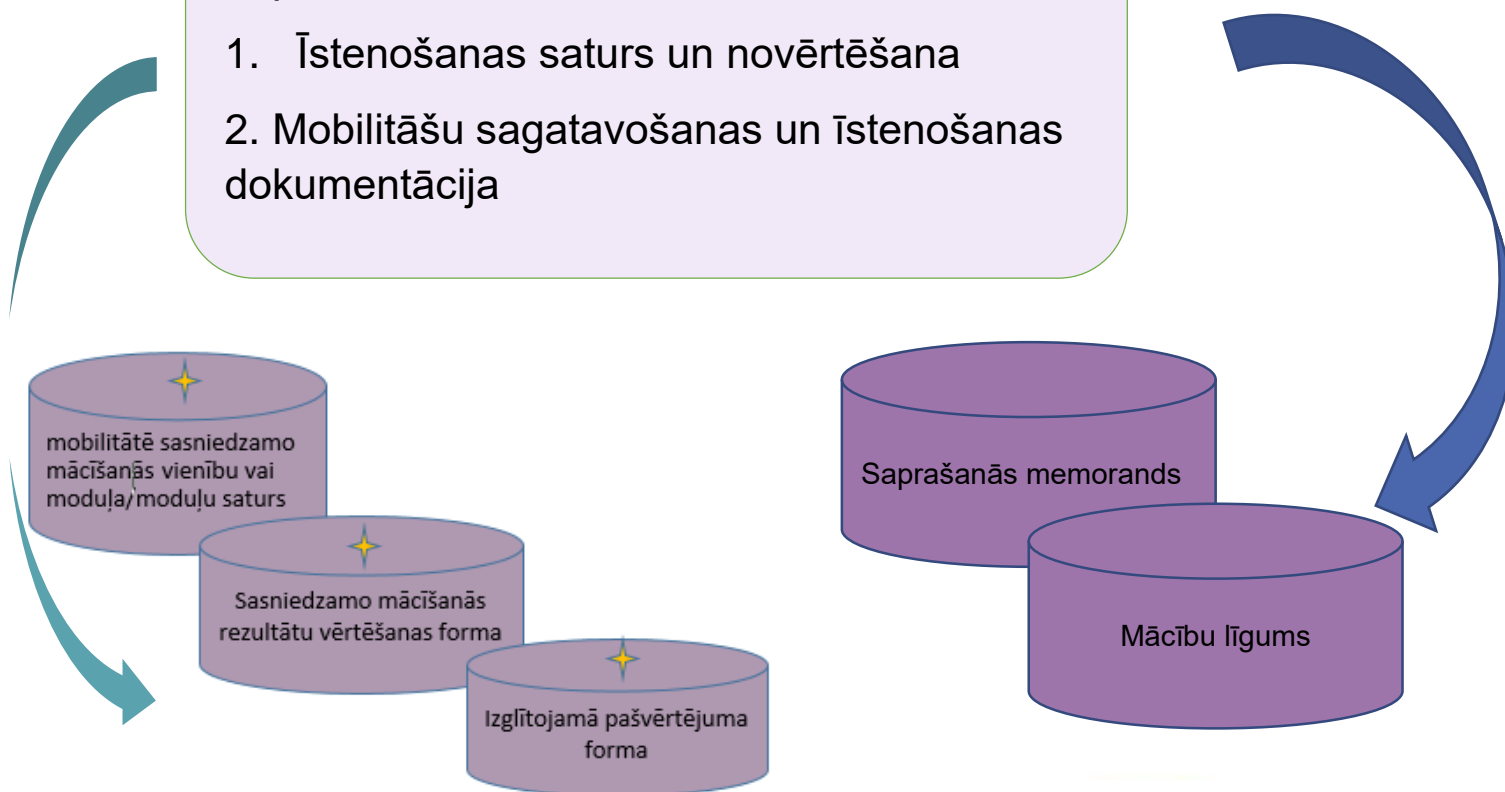 1. Īstenošanas saturs un novērtēšana
2. Mobilitāšu sagatavošanas un īstenošanas
dokumentācija
mobilitātē sasniedzamo
mācīšanās vienību vai
moduļa/moduļu saturs
Sasniedzamo mācīšanās
rezultātu vērtēšanas forma
Izglītojamā pašvērtējuma
forma
Saprašanās memorands
Mācību līgums